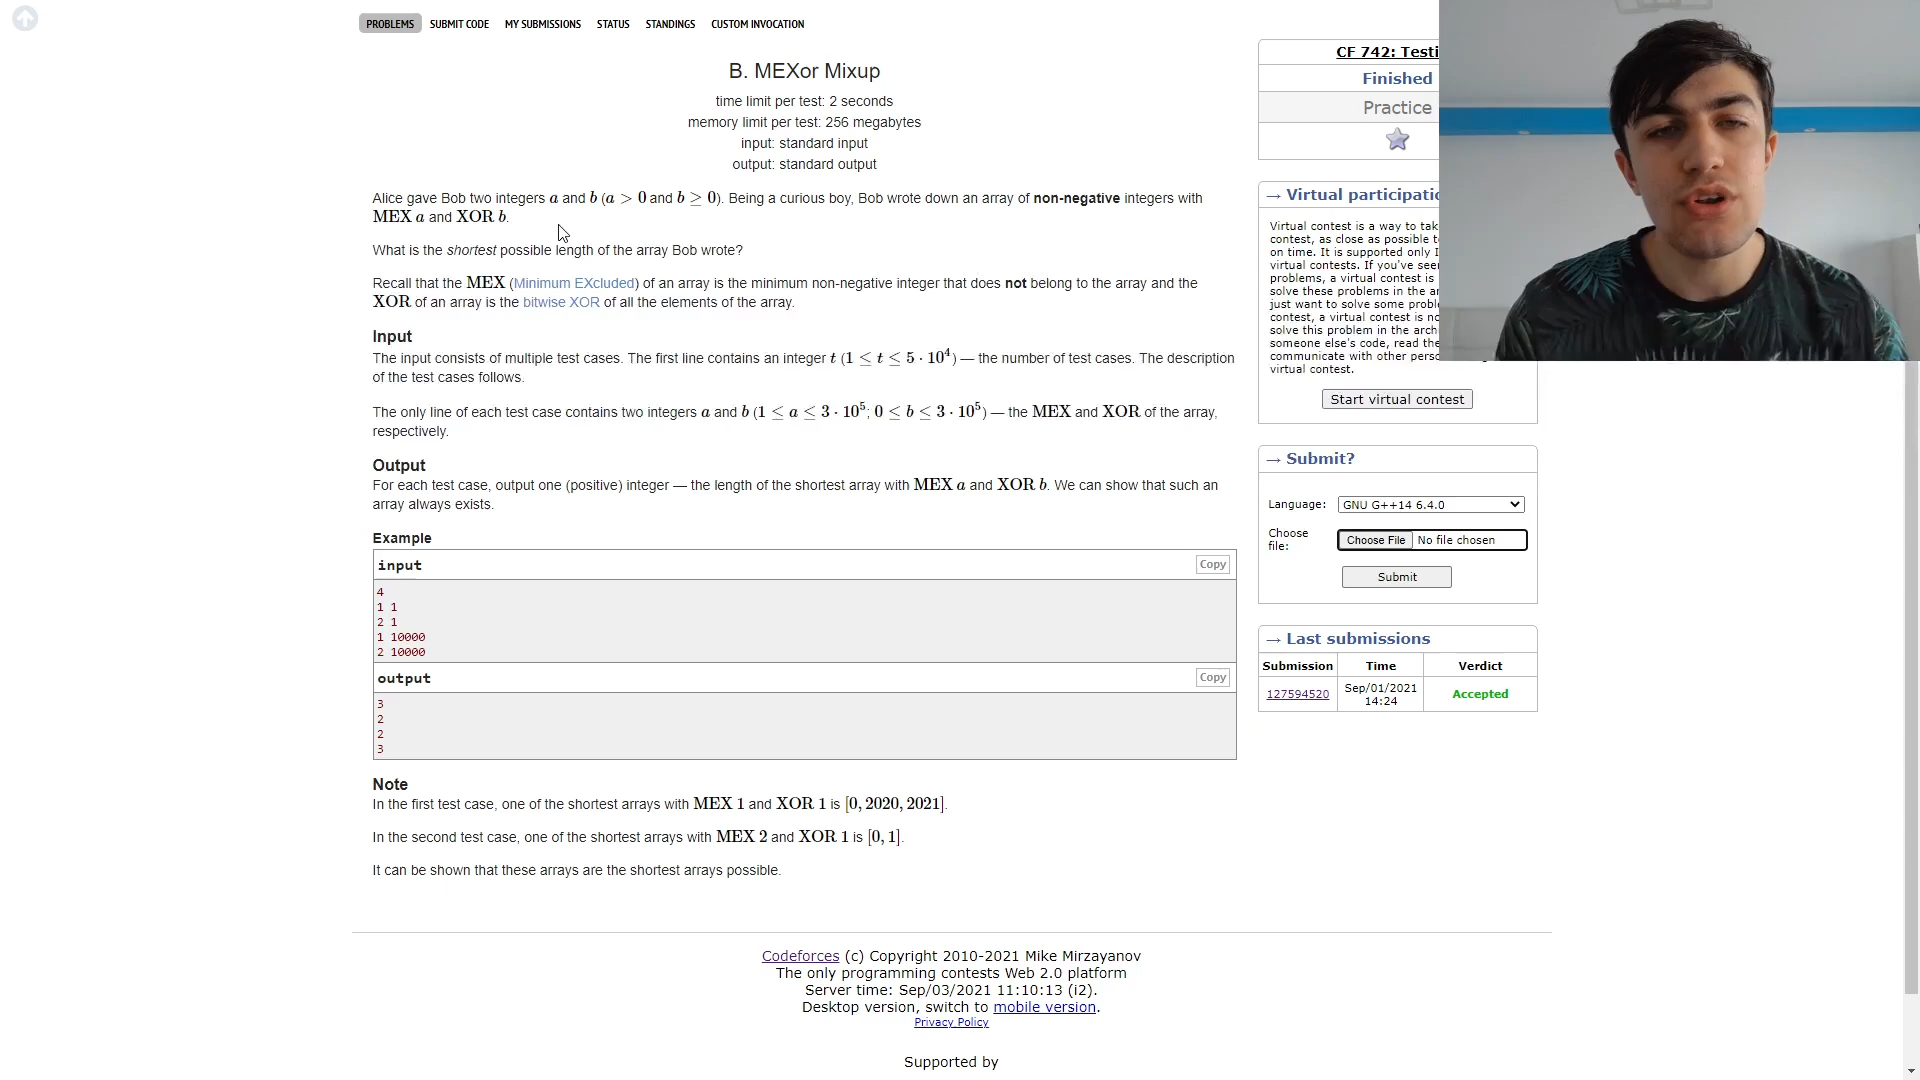 PROBLEMS SUBMIT CODE MY SUBMISSIONS STATUS STANDINGS CUSTOM INVOCATION
B. MEXor Mixup
time limit per test: 2 seconds
memory limit per test: 256 megabytes
input: standard input
output: standard output
Alice gave Bob two integers a and b (a > 0 and b ≥ 0). Being a curious boy, Bob wrote down an array of non-negative integers with
MEX a and XOR b.
What is the shortest possible length of the array Bob wrote?
Recall that the MEX (Minimum EXcluded) of an array is the minimum non-negative integer that does not belong to the array and the
XOR of an array is the bitwise XOR of all the elements of the array.
Input
The input consists of multiple test cases. The first line contains an integer t (1 ≤ t ≤ 5 · 10⁴) — the number of test cases. The description
of the test cases follows.
The only line of each test case contains two integers a and b (1 ≤ a ≤ 3 · 10⁵; 0 ≤ b ≤ 3 · 10⁵) — the MEX and XOR of the array,
respectively.
Output
For each test case, output one (positive) integer — the length of the shortest array with MEX a and XOR b. We can show that such an
array always exists.
Example
input Copy
4
1 1
2 1
1 10000
2 10000
output Copy
3
2
2
3
Note
In the first test case, one of the shortest arrays with MEX 1 and XOR 1 is [0, 2020, 2021].
In the second test case, one of the shortest arrays with MEX 2 and XOR 1 is [0, 1].
It can be shown that these arrays are the shortest arrays possible.
CF 742: Testi
Finished
Practice
→ Virtual participatio
Virtual contest is a way to tak
contest, as close as possible t
on time. It is supported only I
virtual contests. If you've see
problems, a virtual contest is
solve these problems in the ar
just want to solve some probl
contest, a virtual contest is no
solve this problem in the arch
someone else's code, read the
communicate with other perso
virtual contest.
Start virtual contest
→ Submit?
Language: GNU G++14 6.4.0
Choose
file: Choose File No file chosen
Submit
→ Last submissions
Submission Time Verdict
127594520 Sep/01/2021
14:24 Accepted
Codeforces (c) Copyright 2010-2021 Mike Mirzayanov
The only programming contests Web 2.0 platform
Server time: Sep/03/2021 11:10:13 (i2).
Desktop version, switch to mobile version.
Privacy Policy
Supported by